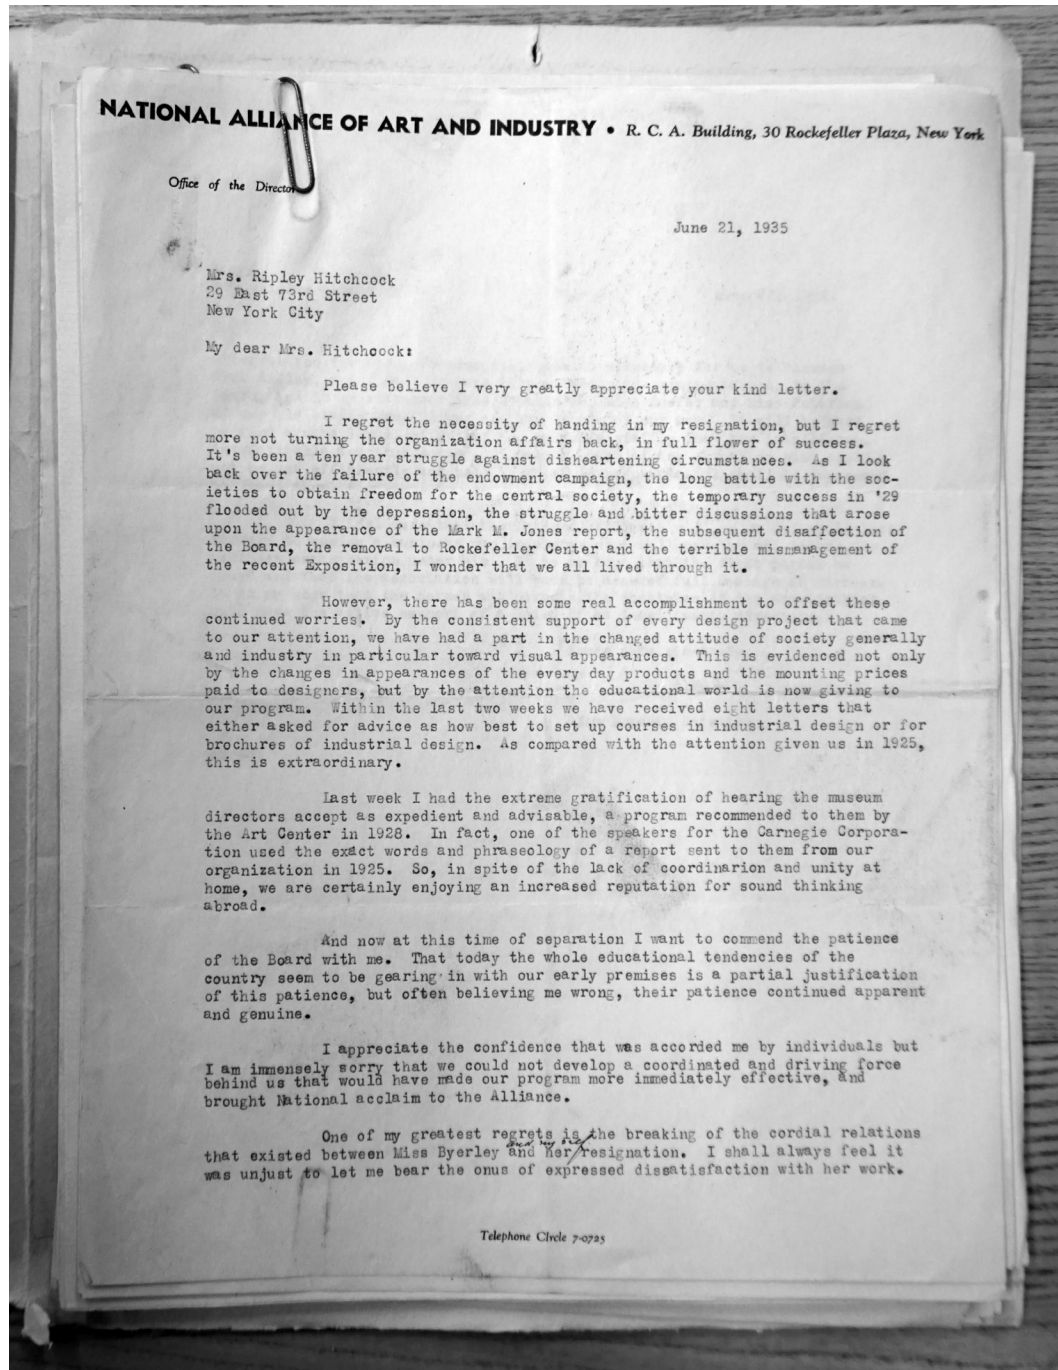 NATIONAL ALLIANCE OF ART AND INDUSTRY • R. C. A. Building, 30 Rockefeller Plaza, New York
Office of the Director
June 21, 1935
Mrs. Ripley Hitchcock
29 East 73rd Street
New York City
My dear Mrs. Hitchcock:
Please believe I very greatly appreciate your kind letter.
I regret the necessity of handing in my resignation, but I regret
more not turning the organization affairs back, in full flower of success.
It's been a ten year struggle against disheartening circumstances. As I look
back over the failure of the endowment campaign, the long battle with the soc-
ieties to obtain freedom for the central society, the temporary success in '29
flooded out by the depression, the struggle and bitter discussions that arose
upon the appearance of the Mark M. Jones report, the subsequent disaffection of
the Board, the removal to Rockefeller Center and the terrible mismanagement of
the recent Exposition, I wonder that we all lived through it.
However, there has been some real accomplishment to offset these
continued worries. By the consistent support of every design project that came
to our attention, we have had a part in the changed attitude of society generally
and industry in particular toward visual appearances. This is evidenced not only
by the changes in appearances of the every day products and the mounting prices
paid to designers, but by the attention the educational world is now giving to
our program. Within the last two weeks we have received eight letters that
either asked for advice as how best to set up courses in industrial design or for
brochures of industrial design. As compared with the attention given us in 1925,
this is extraordinary.
Last week I had the extreme gratification of hearing the museum
directors accept as expedient and advisable, a program recommended to them by
the Art Center in 1928. In fact, one of the speakers for the Carnegie Corpora-
tion used the exact words and phraseology of a report sent to them from our
organization in 1925. So, in spite of the lack of coordinarion and unity at
home, we are certainly enjoying an increased reputation for sound thinking
abroad.
And now at this time of separation I want to commend the patience
of the Board with me. That today the whole educational tendencies of the
country seem to be gearing in with our early premises is a partial justification
of this patience, but often believing me wrong, their patience continued apparent
and genuine.
I appreciate the confidence that was accorded me by individuals but
I am immensely sorry that we could not develop a coordinated and driving force
behind us that would have made our program more immediately effective, and
brought National acclaim to the Alliance.
One of my greatest regrets is the breaking of the cordial relations
that existed between Miss Byerley and her resignation. I shall always feel it
was unjust to let me bear the onus of expressed dissatisfaction with her work.
Telephone CIrcle 7-0725